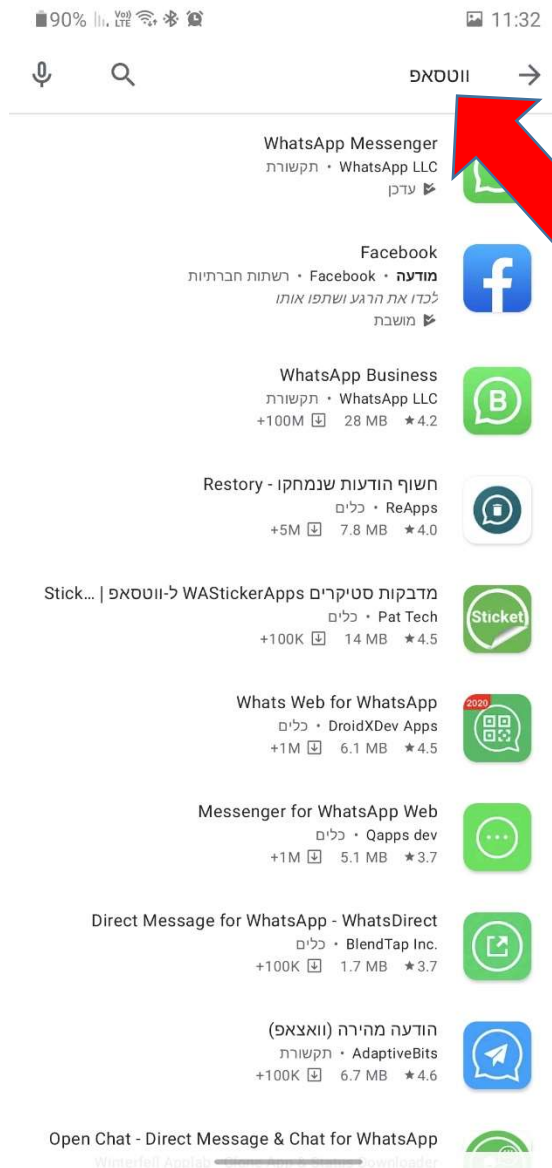 90% LTE 11:32
ווטסאפ
WhatsApp Messenger
WhatsApp LLC • תקשורת
עדכן
Facebook
מודעה • Facebook • רשתות חברתיות
לכדו את הרגע ושתפו אותו
מושבת
WhatsApp Business
WhatsApp LLC • תקשורת
4.2★ 28 MB 100M+
B
חשוף הודעות שנמחקו - Restory
ReApps • כלים
4.0★ 7.8 MB 5M+
מדבקות סטיקרים WAStickerApps ל-ווטסאפ | Stick...
Pat Tech • כלים
4.5★ 14 MB 100K+
Sticket
Whats Web for WhatsApp
DroidXDev Apps • כלים
4.5★ 6.1 MB 1M+
2020
Messenger for WhatsApp Web
Qapps dev • כלים
3.7★ 5.1 MB 1M+
Direct Message for WhatsApp - WhatsDirect
BlendTap Inc. • כלים
3.7★ 1.7 MB 100K+
הודעה מהירה (וואצאפ)
AdaptiveBits • תקשורת
4.6★ 6.7 MB 100K+
Open Chat - Direct Message & Chat for WhatsApp
Winterfell Applab